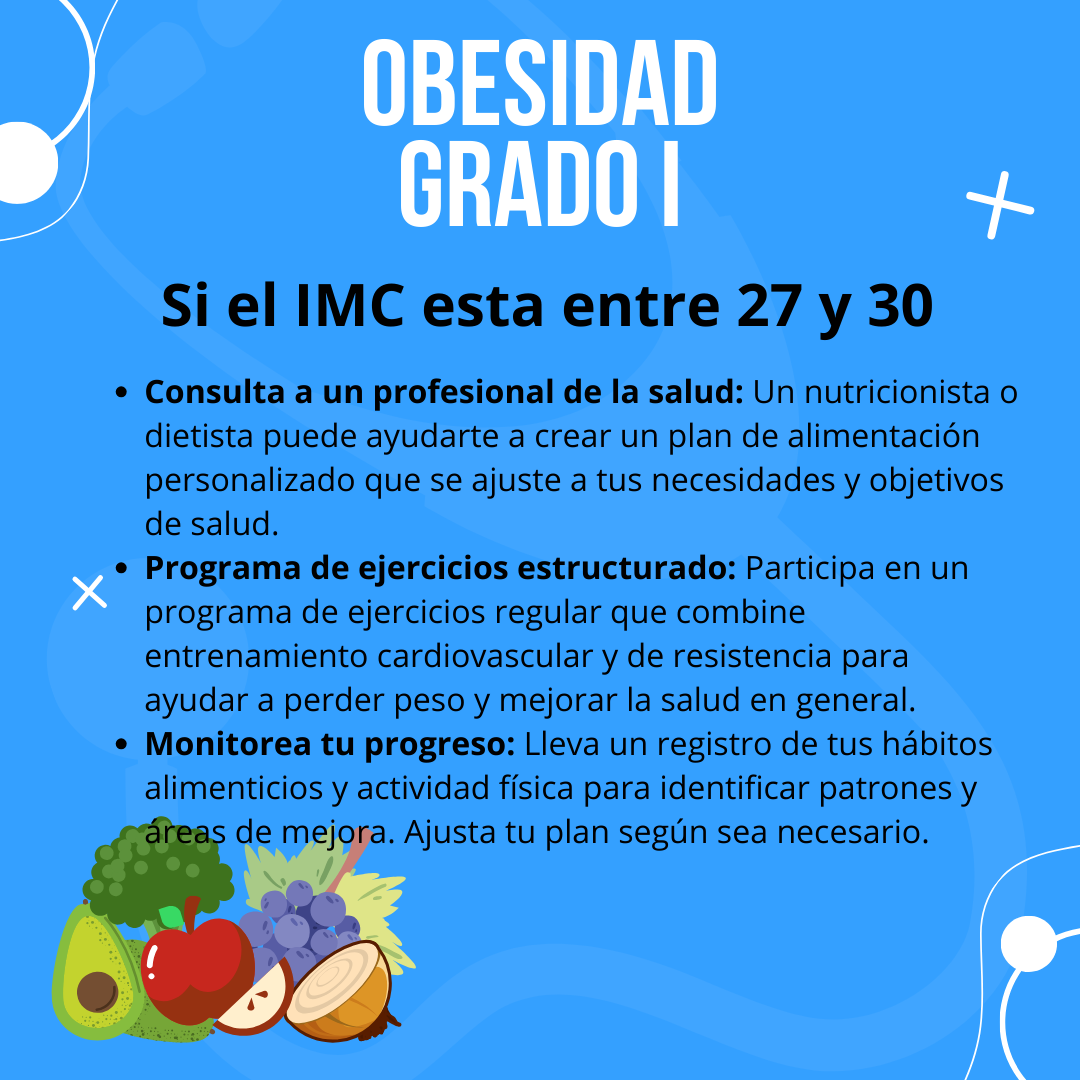 OBESIDAD
GRADO I
Si el IMC esta entre 27 y 30
• Consulta a un profesional de la salud: Un nutricionista o
dietista puede ayudarte a crear un plan de alimentación
personalizado que se ajuste a tus necesidades y objetivos
de salud.
• Programa de ejercicios estructurado: Participa en un
programa de ejercicios regular que combine
entrenamiento cardiovascular y de resistencia para
ayudar a perder peso y mejorar la salud en general.
• Monitorea tu progreso: Lleva un registro de tus hábitos
alimenticios y actividad física para identificar patrones y
áreas de mejora. Ajusta tu plan según sea necesario.